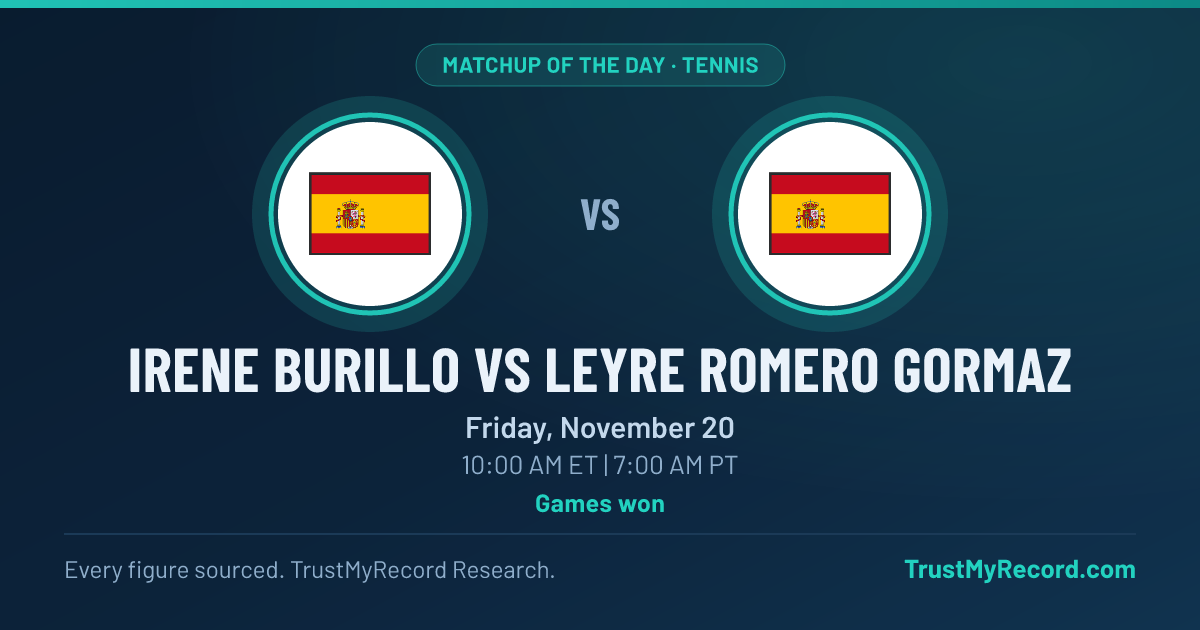 MATCHUP OF THE DAY · TENNIS
VS
IRENE BURILLO VS LEYRE ROMERO GORMAZ
Friday, November 20
10:00 AM ET | 7:00 AM PT
Games won
Every figure sourced. TrustMyRecord Research.
TrustMyRecord.com